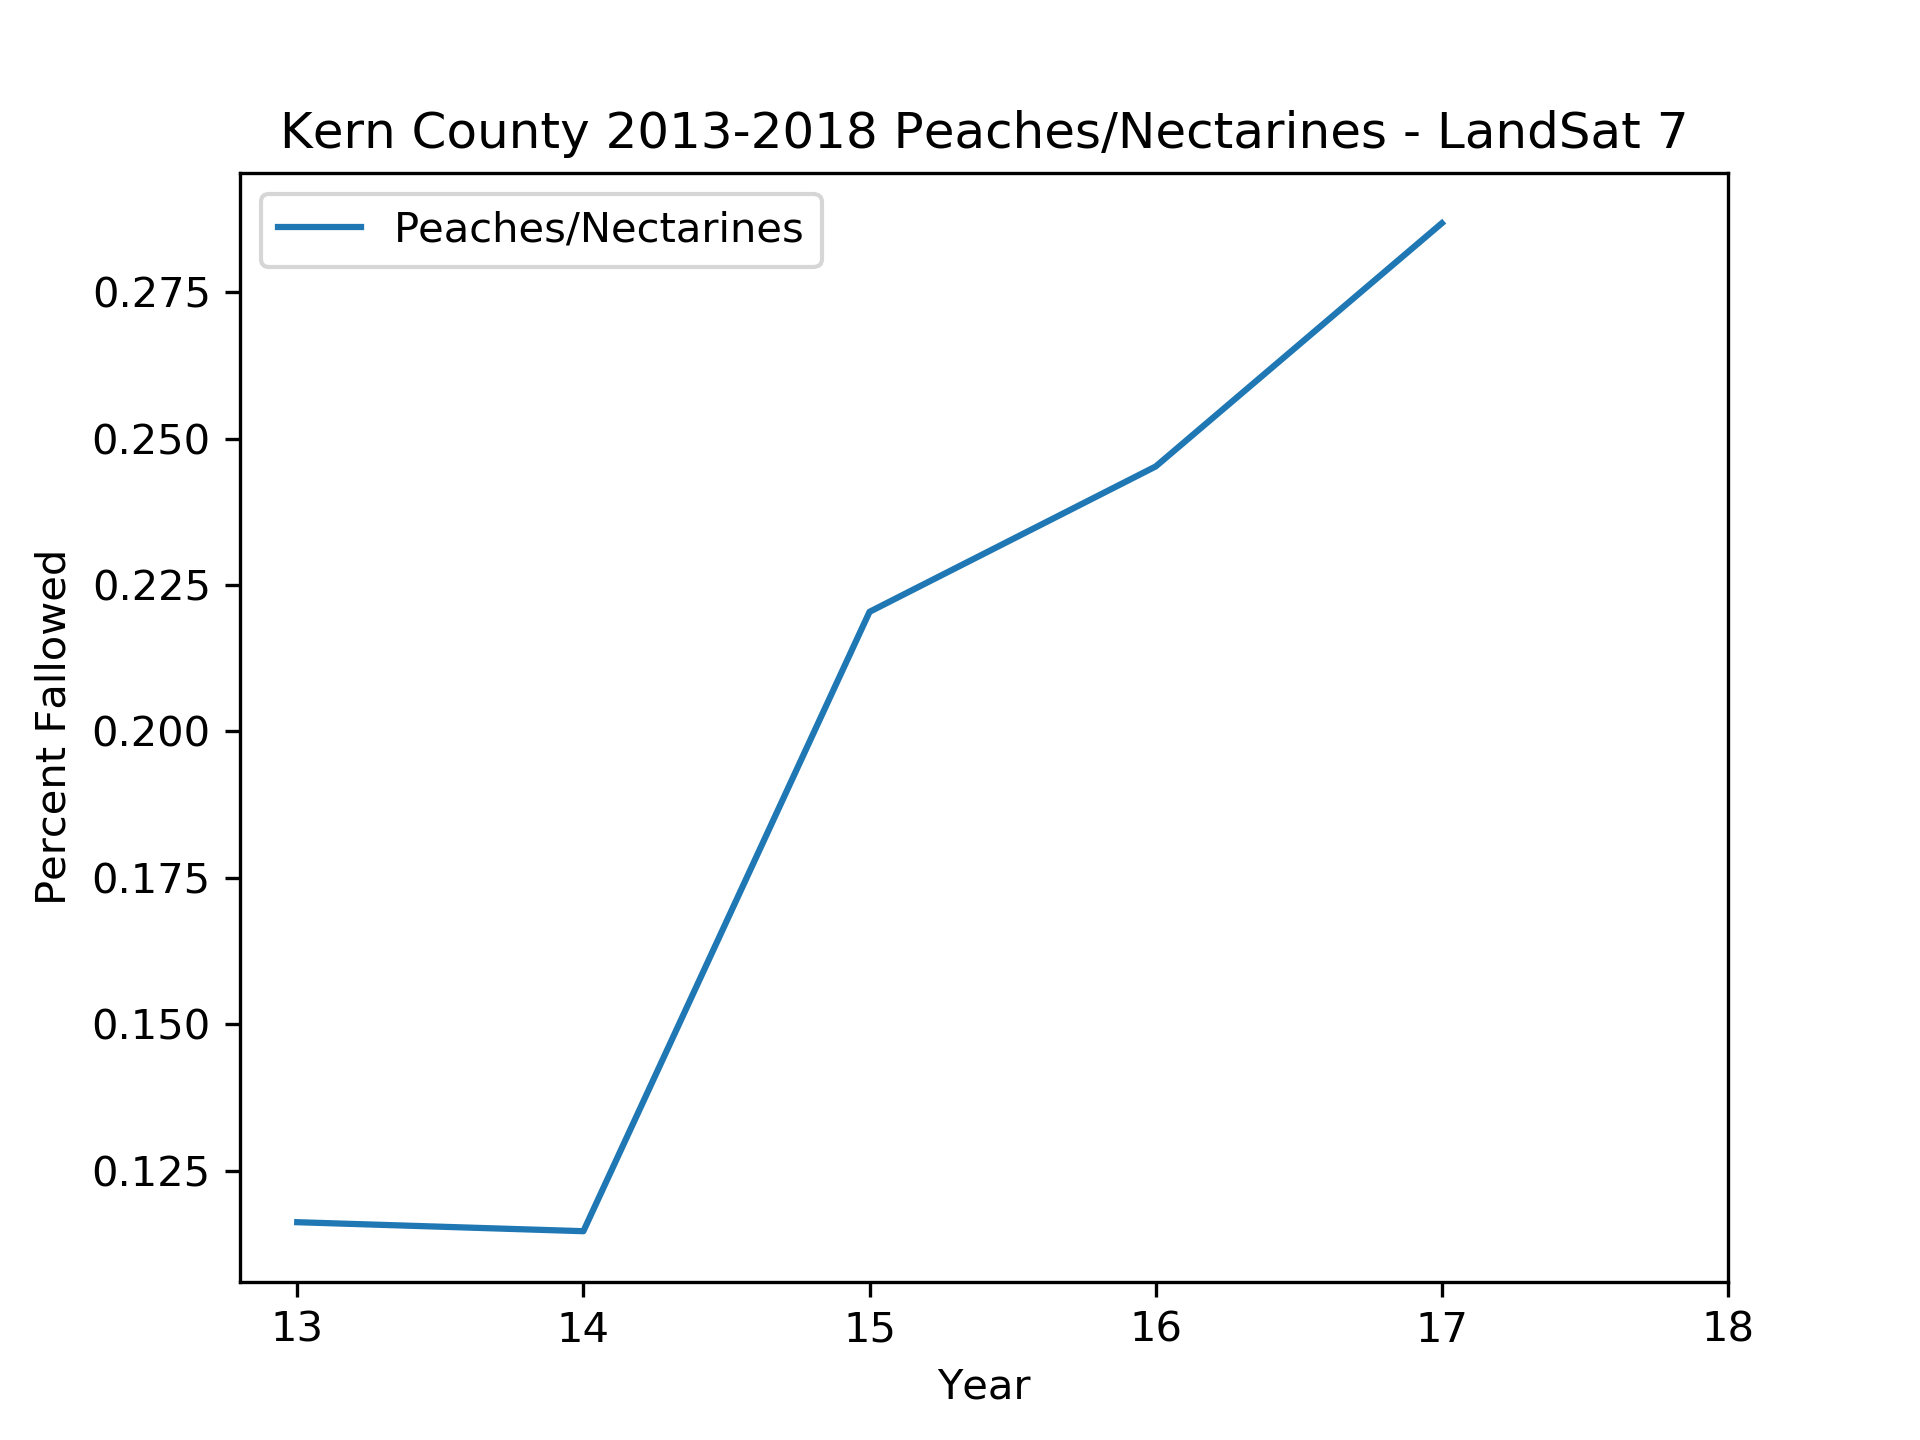 Kern County 2013-2018 Peaches/Nectarines - LandSat 7
Peaches/Nectarines
0.275
0.250
0.225
0.200
0.175
0.150
0.125
Percent Fallowed
13 14 15 16 17 18
Year